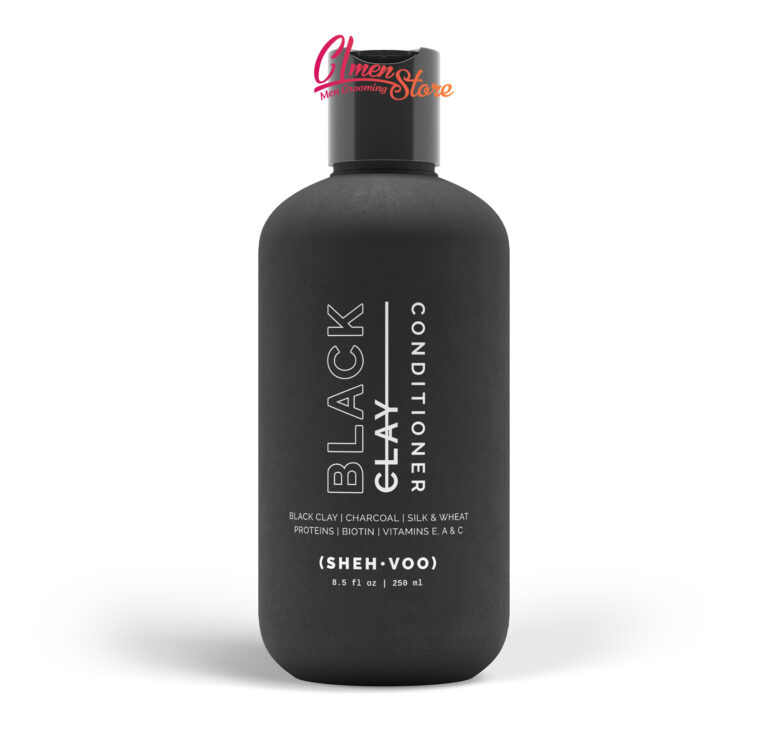 C1men
Men Grooming Store
BLACK
CLAY
CONDITIONER
BLACK CLAY | CHARCOAL | SILK & WHEAT
PROTEINS | BIOTIN | VITAMINS E, A & C
(SHEH•VOO)
8.5 fl oz | 250 ml